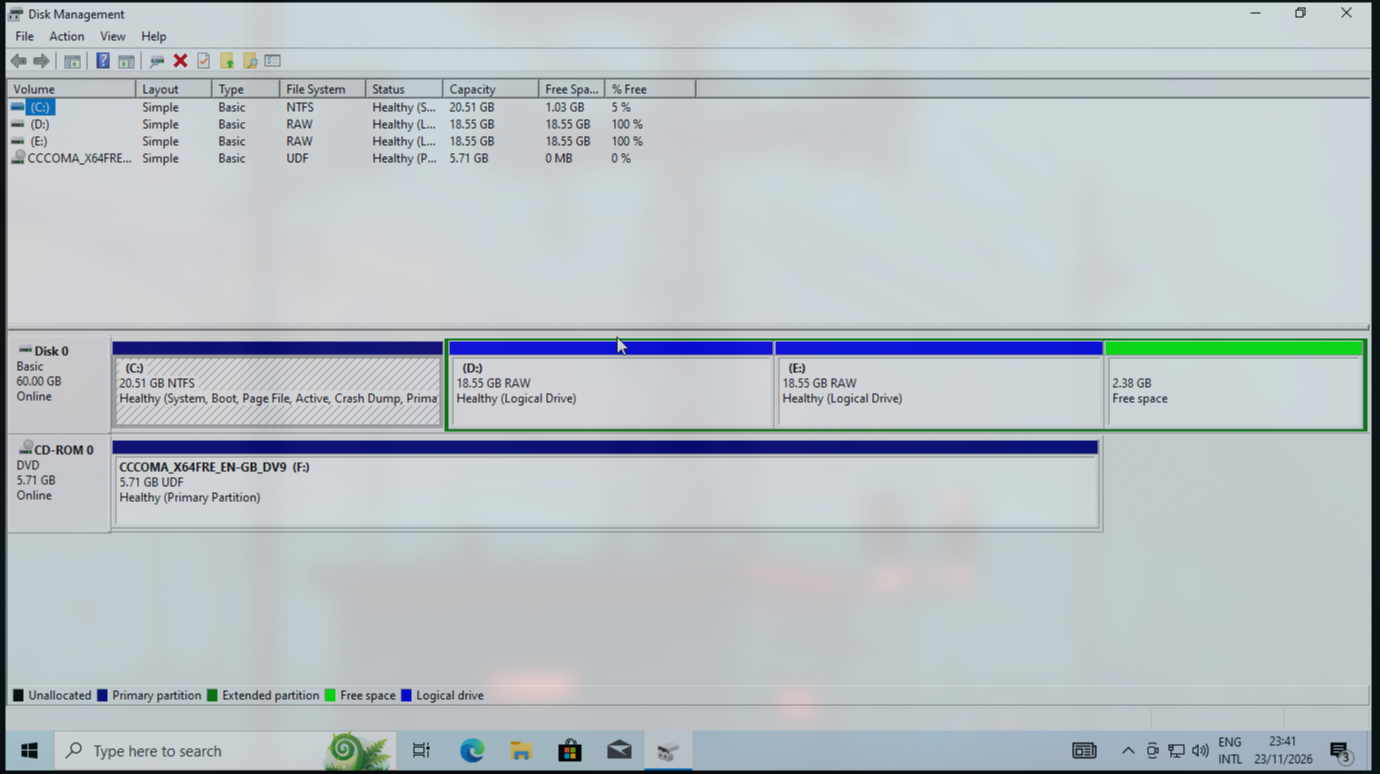 Disk Management
File Action View Help
Volume Layout Type File System Status Capacity Free Spa... % Free
(C:) Simple Basic NTFS Healthy (S... 20.51 GB 1.03 GB 5 %
(D:) Simple Basic RAW Healthy (L... 18.55 GB 18.55 GB 100 %
(E:) Simple Basic RAW Healthy (L... 18.55 GB 18.55 GB 100 %
CCCOMA_X64FRE... Simple Basic UDF Healthy (P... 5.71 GB 0 MB 0 %
Disk 0
Basic
60.00 GB
Online
(C:)
20.51 GB NTFS
Healthy (System, Boot, Page File, Active, Crash Dump, Prima
(D:)
18.55 GB RAW
Healthy (Logical Drive)
(E:)
18.55 GB RAW
Healthy (Logical Drive)
2.38 GB
Free space
CD-ROM 0
DVD
5.71 GB
Online
CCCOMA_X64FRE_EN-GB_DV9 (F:)
5.71 GB UDF
Healthy (Primary Partition)
Unallocated Primary partition Extended partition Free space Logical drive
Type here to search
ENG
INTL
23:41
23/11/2026
3